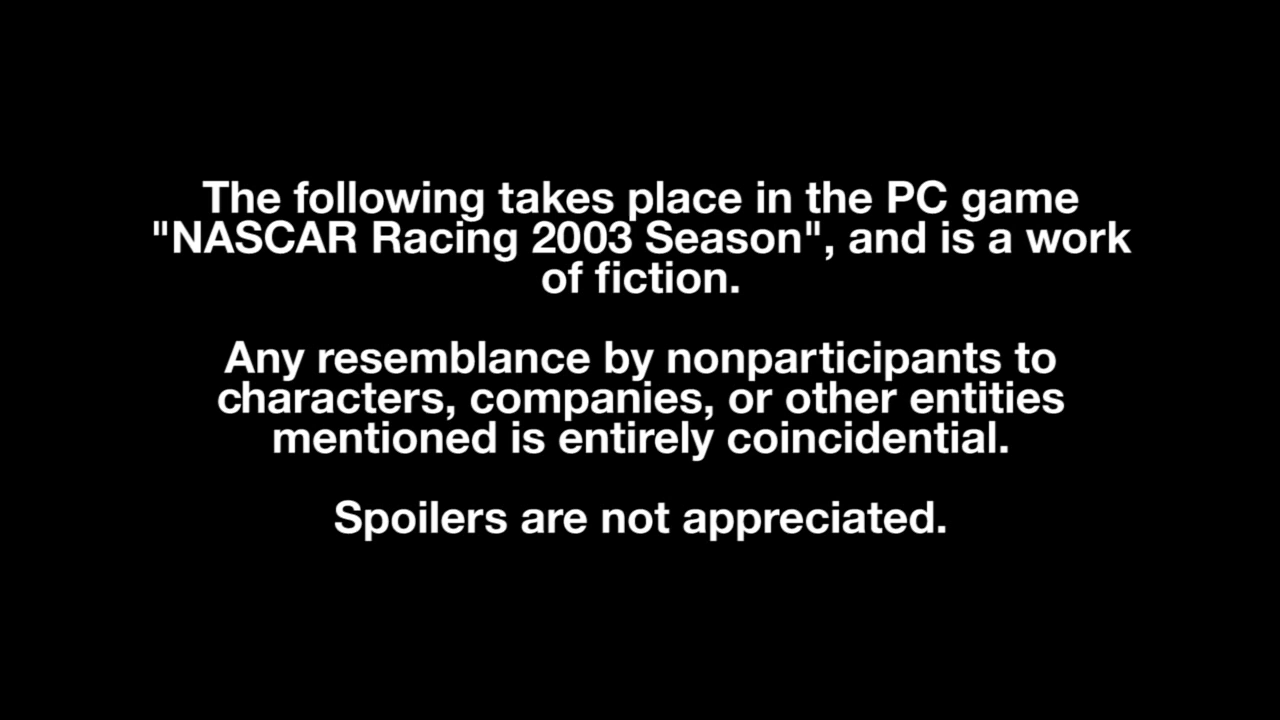 The following takes place in the PC game
"NASCAR Racing 2003 Season", and is a work
of fiction.
Any resemblance by nonparticipants to
characters, companies, or other entities
mentioned is entirely coincidential.
Spoilers are not appreciated.